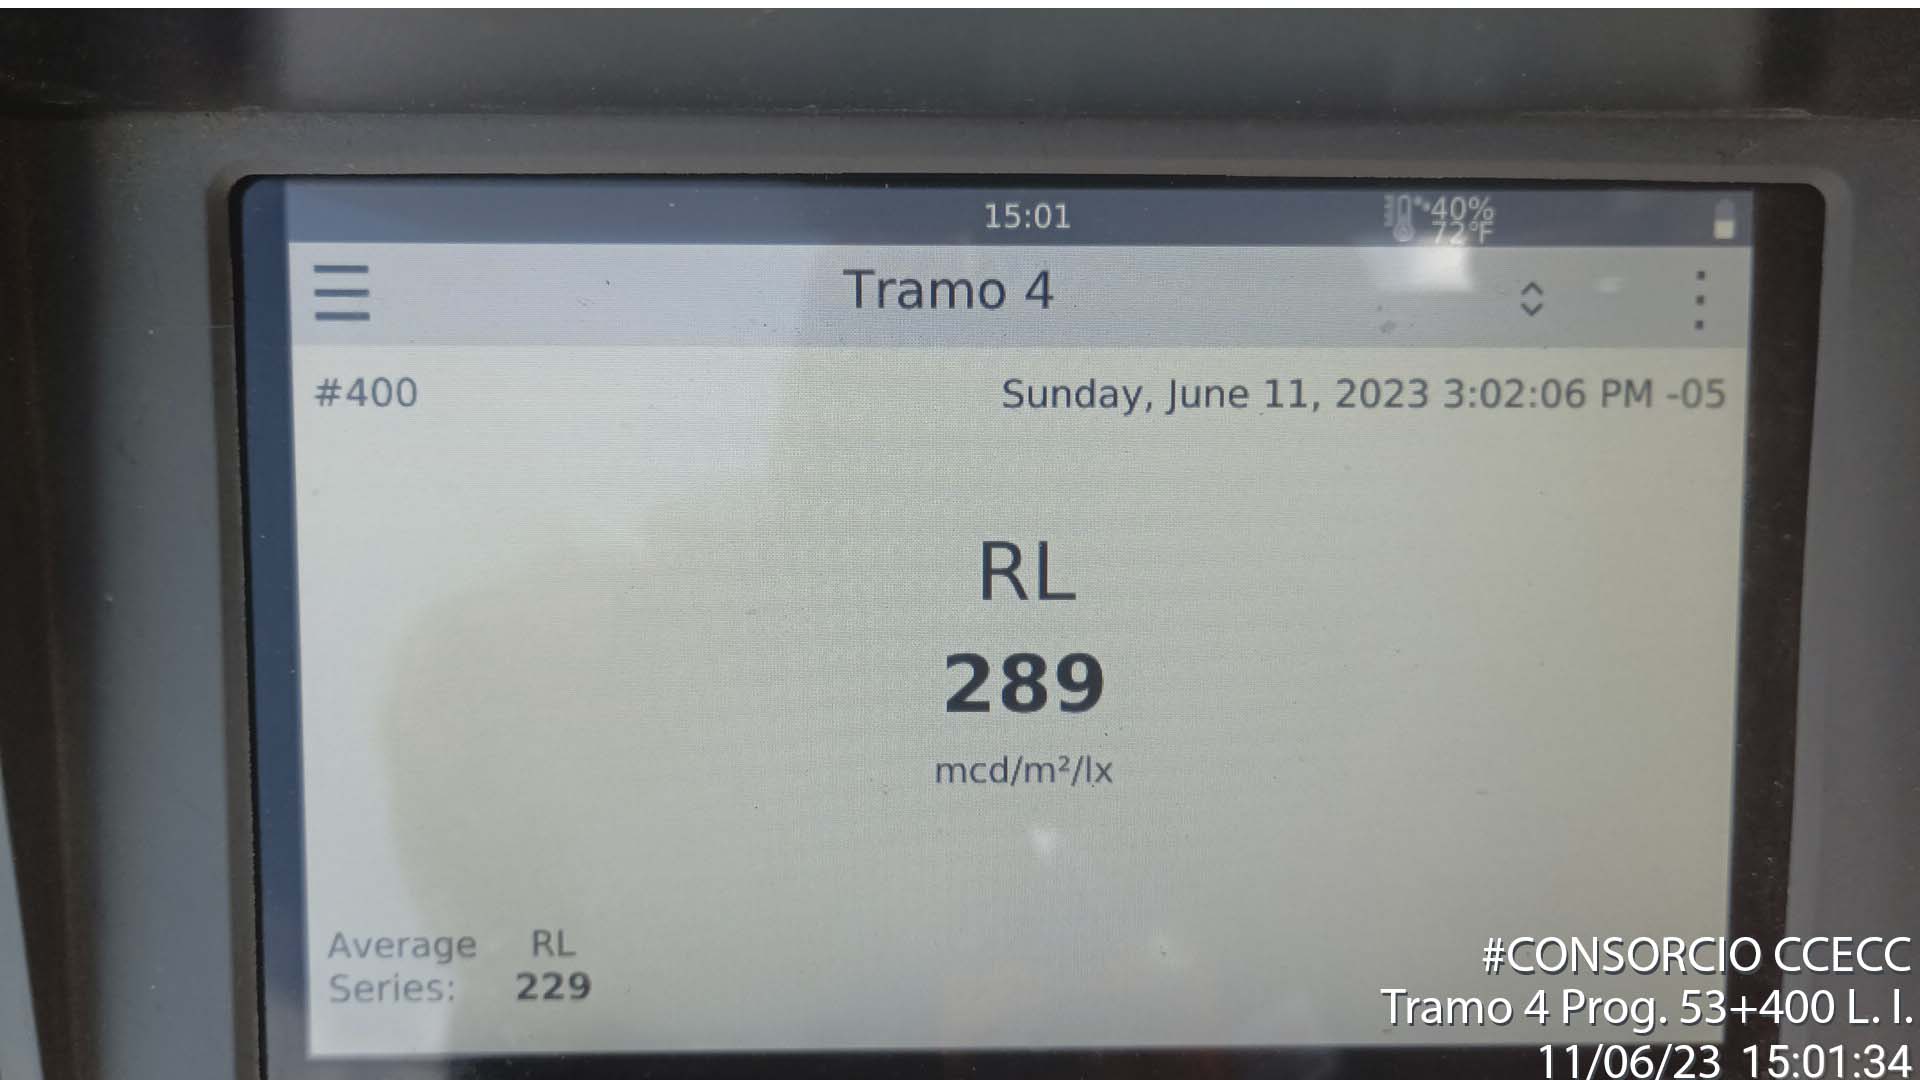 15:01
40%
72°F
Tramo 4
#400
Sunday, June 11, 2023 3:02:06 PM -05
RL
289
mcd/m²/lx
Average RL
Series: 229
#CONSORCIO CCECC
Tramo 4 Prog. 53+400 L. I.
11/06/23 15:01:34